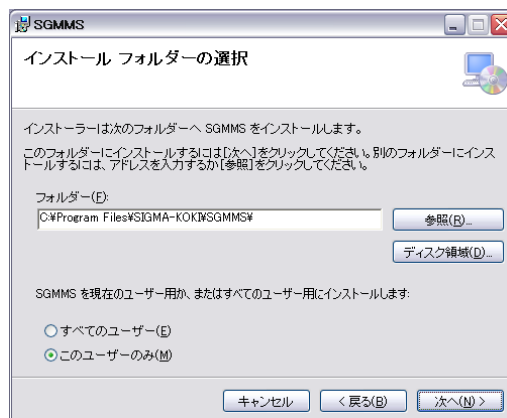 SGMMS
インストール フォルダーの選択
インストーラーは次のフォルダーへ SGMMS をインストールします。
このフォルダーにインストールするには[次へ]をクリックしてください。別のフォルダーにインス
トールするには、アドレスを入力するか[参照]をクリックしてください。
フォルダー(F):
C:¥Program Files¥SIGMA-KOKI¥SGMMS¥
参照(R)...
ディスク領域(D)...
SGMMS を現在のユーザー用か、またはすべてのユーザー用にインストールします:
すべてのユーザー(E)
このユーザーのみ(M)
キャンセル
< 戻る(B)
次へ(N) >